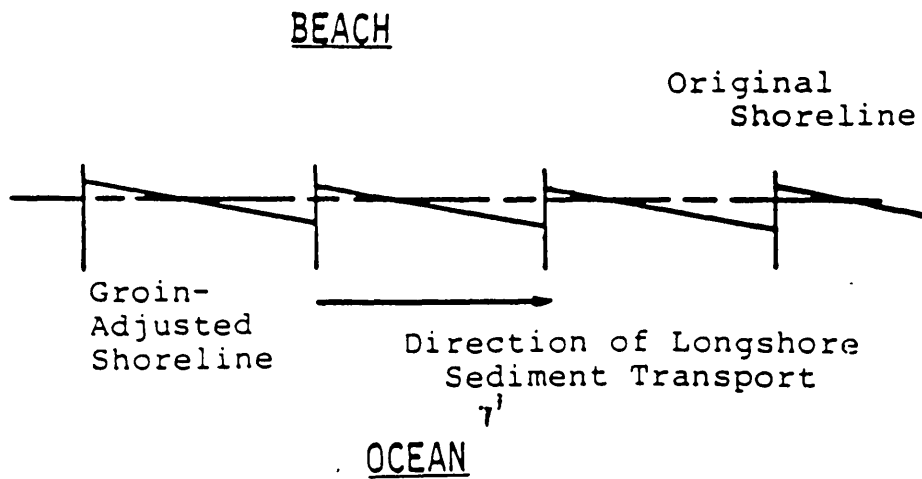 BEACH
Original
Shoreline
Groin-
Adjusted
Shoreline
Direction of Longshore
Sediment Transport
OCEAN